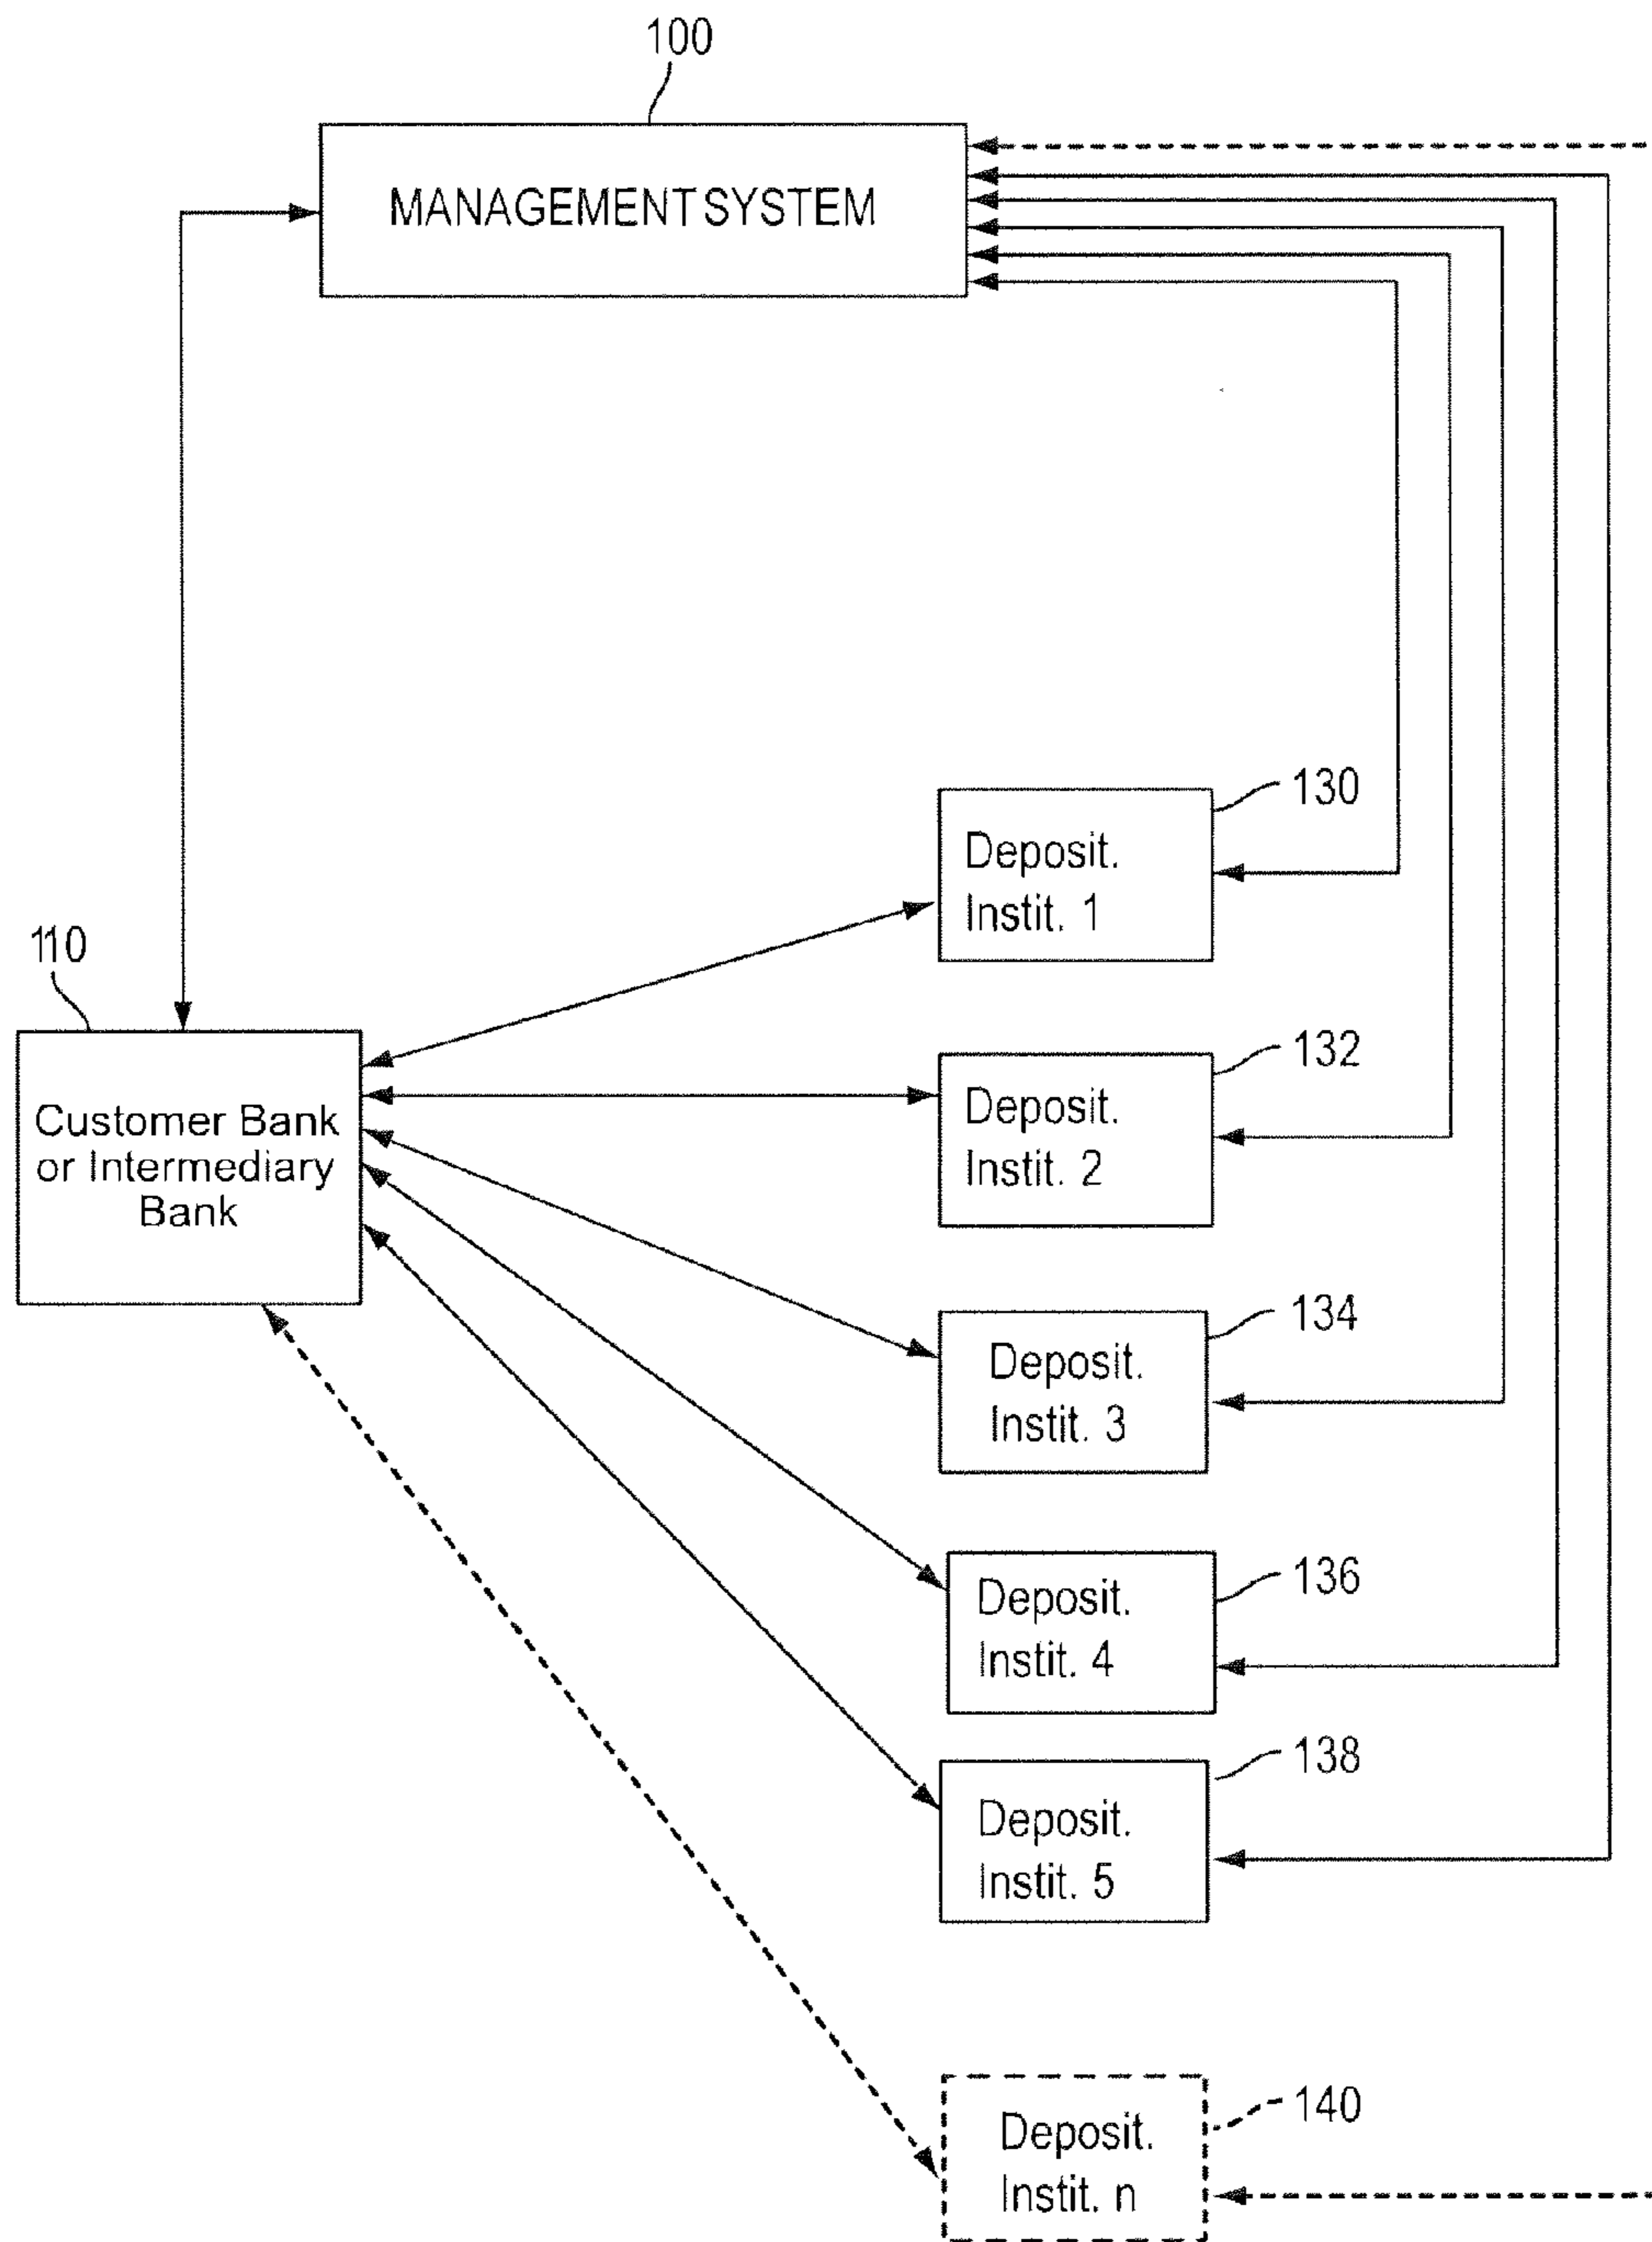 100
MANAGEMENT SYSTEM
130
Deposit.
Instit. 1
110
Customer Bank
or Intermediary
Bank
132
Deposit.
Instit. 2
134
Deposit.
Instit. 3
136
Deposit.
Instit. 4
138
Deposit.
Instit. 5
140
Deposit.
Instit. n